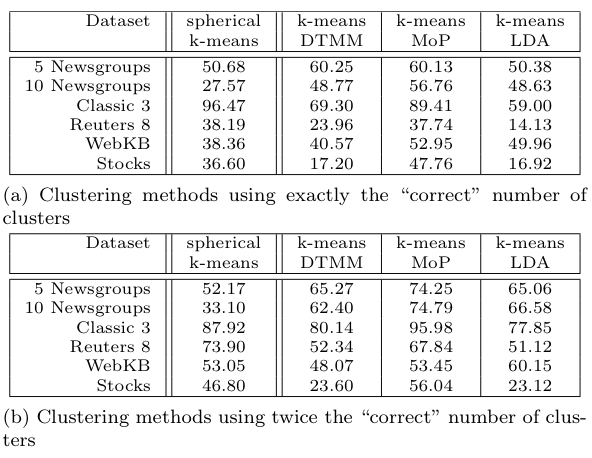 Dataset spherical k-means k-means k-means
k-means DTMM MoP LDA
5 Newsgroups 50.68 60.25 60.13 50.38
10 Newsgroups 27.57 48.77 56.76 48.63
Classic 3 96.47 69.30 89.41 59.00
Reuters 8 38.19 23.96 37.74 14.13
WebKB 38.36 40.57 52.95 49.96
Stocks 36.60 17.20 47.76 16.92
(a) Clustering methods using exactly the “correct” number of
clusters
Dataset spherical k-means k-means k-means
k-means DTMM MoP LDA
5 Newsgroups 52.17 65.27 74.25 65.06
10 Newsgroups 33.10 62.40 74.79 66.58
Classic 3 87.92 80.14 95.98 77.85
Reuters 8 73.90 52.34 67.84 51.12
WebKB 53.05 48.07 53.45 60.15
Stocks 46.80 23.60 56.04 23.12
(b) Clustering methods using twice the “correct” number of clus-
ters